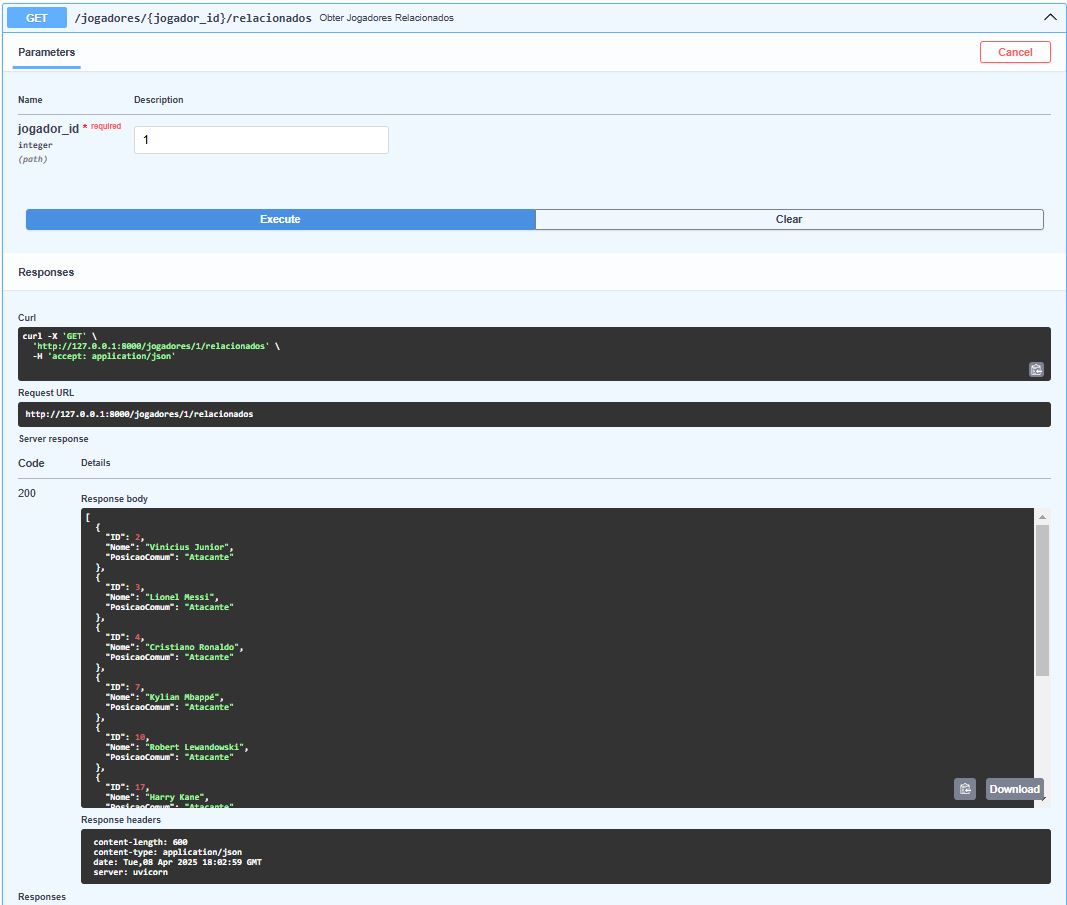 GET /jogadores/{jogador_id}/relacionados Obter Jogadores Relacionados
Parameters
Cancel
Name Description
jogador_id * required
1
integer
(path)
Execute Clear
Responses
Curl
curl -X 'GET' \
'http://127.0.0.1:8000/jogadores/1/relacionados' \
-H 'accept: application/json'
Request URL
http://127.0.0.1:8000/jogadores/1/relacionados
Server response
Code Details
200
Response body
[
{
"ID": 2,
"Nome": "Vinicius Junior",
"PosicaoComum": "Atacante"
},
{
"ID": 3,
"Nome": "Lionel Messi",
"PosicaoComum": "Atacante"
},
{
"ID": 4,
"Nome": "Cristiano Ronaldo",
"PosicaoComum": "Atacante"
},
{
"ID": 7,
"Nome": "Kylian Mbappé",
"PosicaoComum": "Atacante"
},
{
"ID": 10,
"Nome": "Robert Lewandowski",
"PosicaoComum": "Atacante"
},
{
"ID": 17,
"Nome": "Harry Kane",
"PosicaoComum": "Atacante"
Download
Response headers
content-length: 600
content-type: application/json
date: Tue,08 Apr 2025 18:02:59 GMT
server: uvicorn
Responses